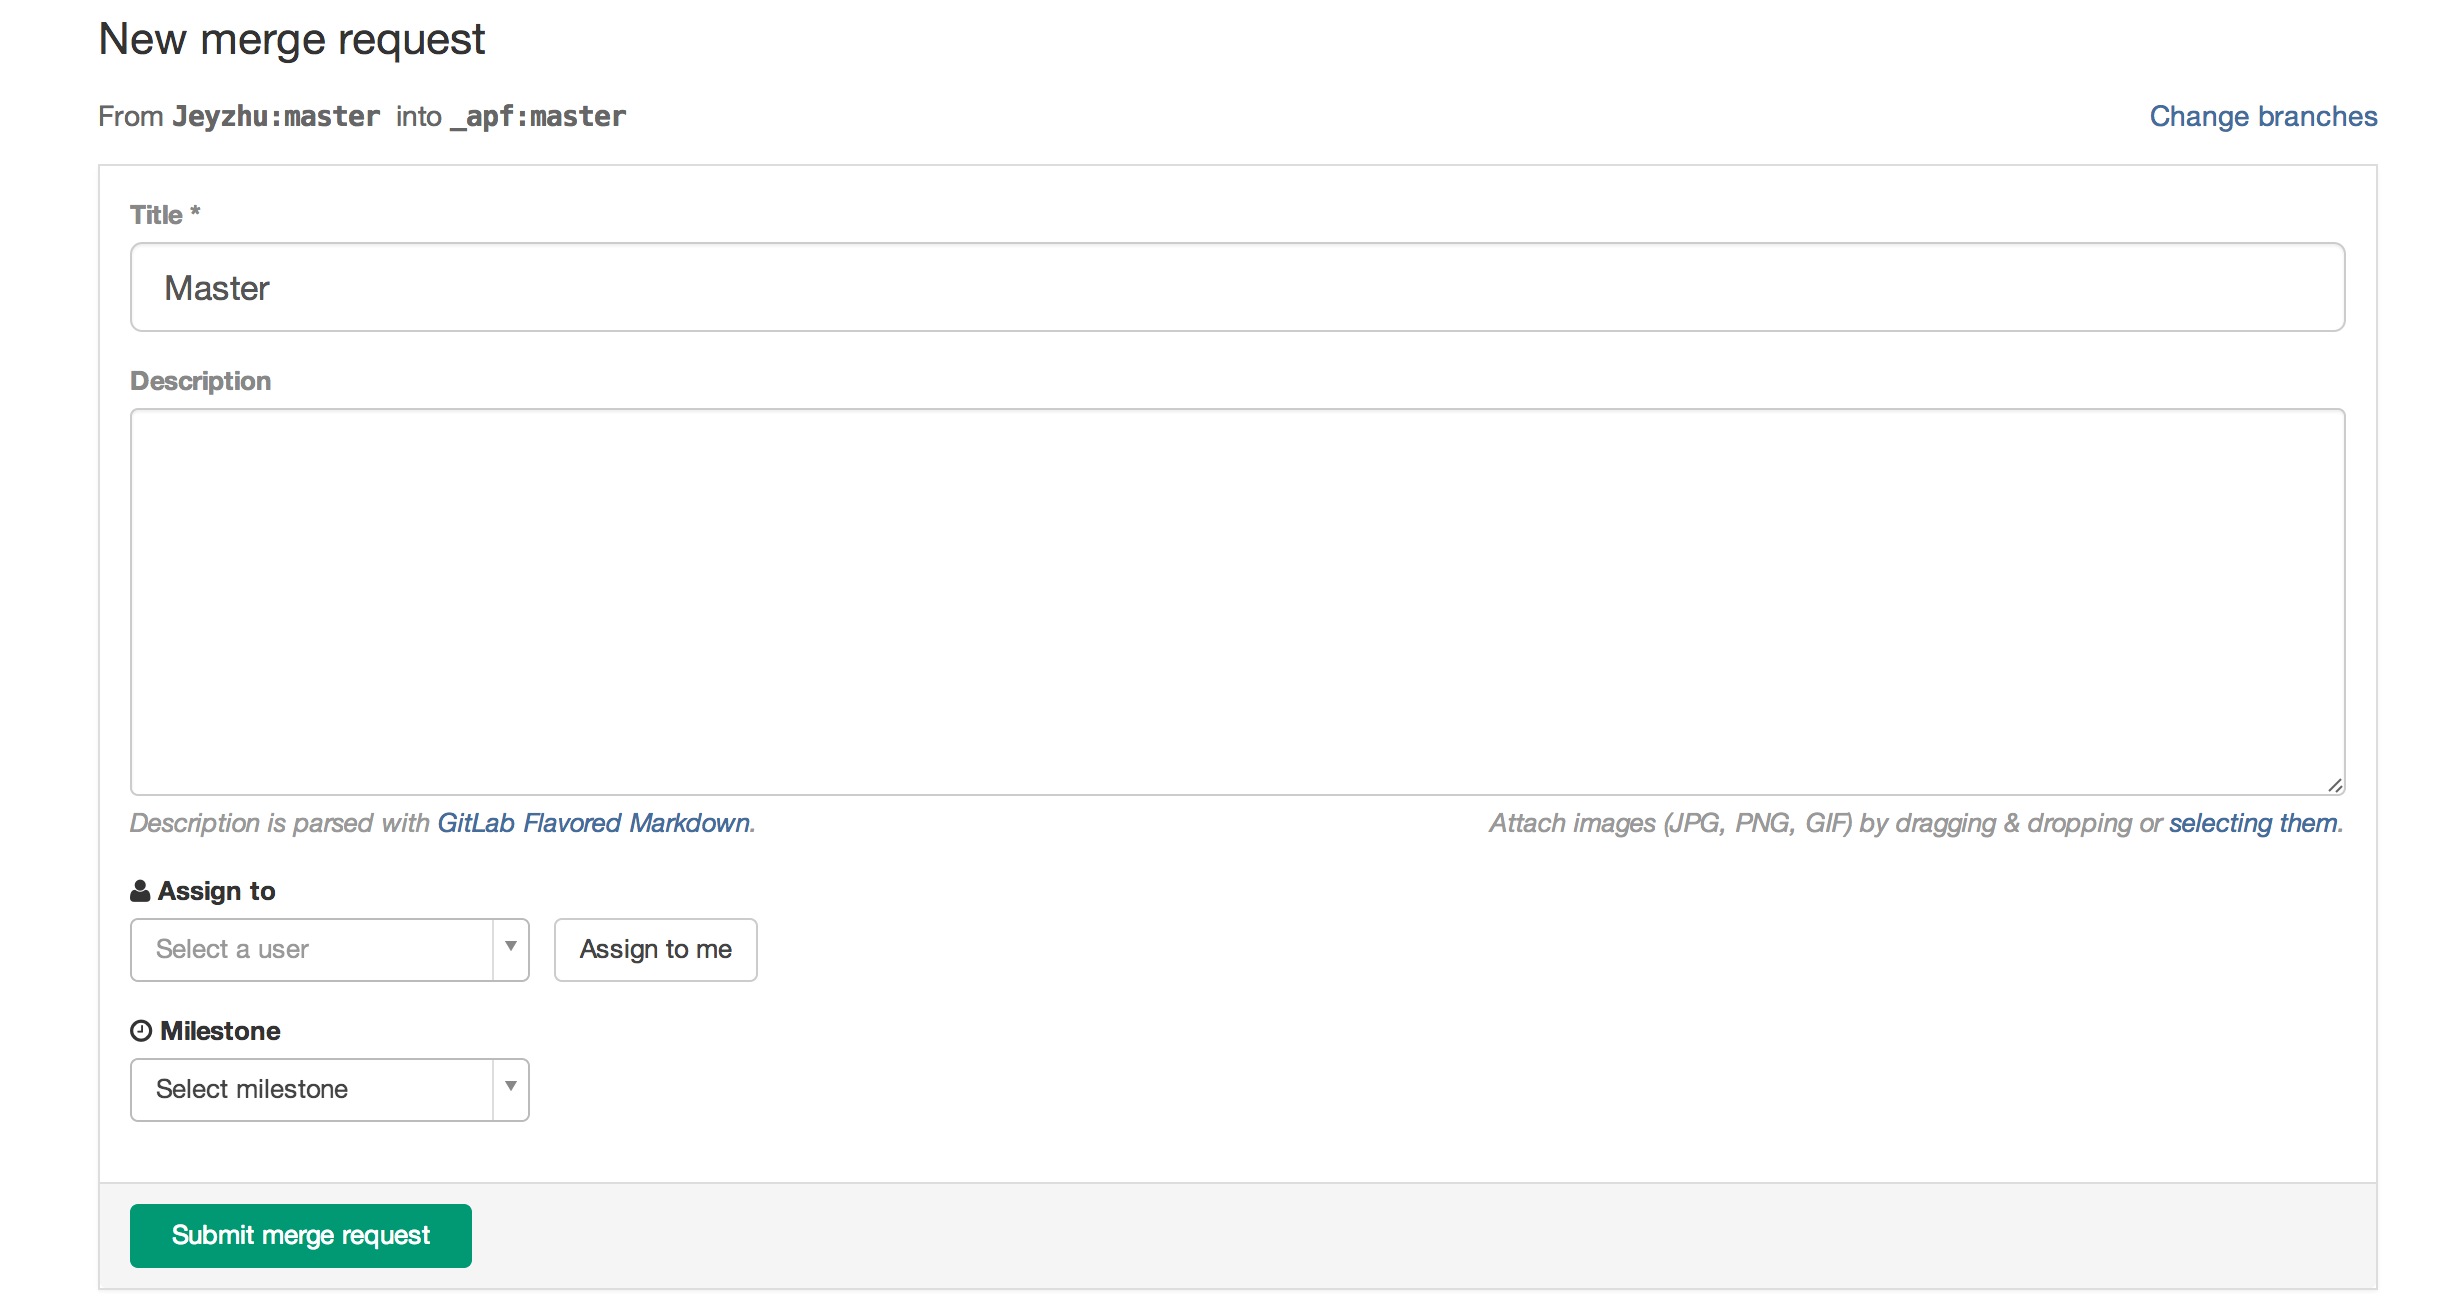 New merge request
From Jeyzhu:master into _apf:master
Change branches
Title *
Master
Description
Description is parsed with GitLab Flavored Markdown.
Attach images (JPG, PNG, GIF) by dragging & dropping or selecting them.
Assign to
Select a user
Assign to me
Milestone
Select milestone
Submit merge request